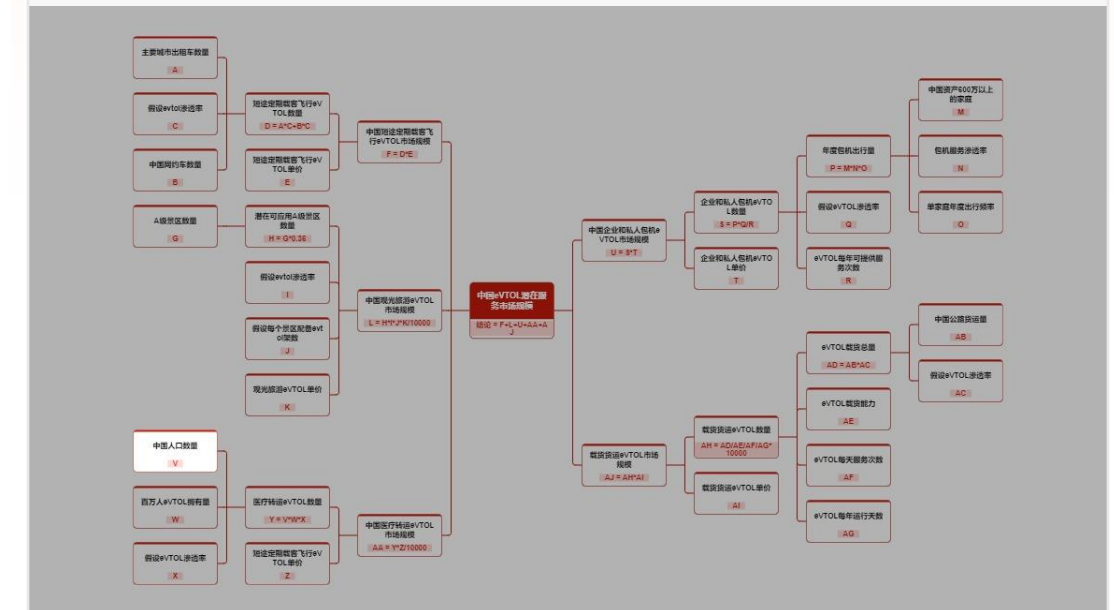 主要城市出租车数量
A
假设evtol渗透率
C
中国网约车数量
B
短途定期载客飞行eV
TOL数量
D = A*C+B*C
短途定期载客飞行eV
TOL单价
E
中国短途定期载客飞
行eVTOL市场规模
F = D*E
A级景区数量
G
潜在可应用A级景区
数量
H = G*0.36
假设evtol渗透率
I
假设每个景区配备evt
ol架数
J
观光旅游eVTOL单价
K
中国观光旅游eVTOL
市场规模
L = H*I*J*K/10000
中国人口数量
V
百万人eVTOL拥有量
W
假设eVTOL渗透率
X
医疗转运eVTOL数量
Y = V*W*X
短途定期载客飞行eV
TOL单价
Z
中国医疗转运eVTOL
市场规模
AA = Y*Z/10000
中国eVTOL潜在服
务市场规模
结论 = F+L+U+AA+A
J
中国企业和私人包机e
VTOL市场规模
U = S*T
企业和私人包机eVTO
L数量
S = P*Q/R
企业和私人包机eVTO
L单价
T
年度包机出行量
P = M*N*O
假设eVTOL渗透率
Q
eVTOL每年可提供服
务次数
R
中国资产600万以上
的家庭
M
包机服务渗透率
N
单家庭年度出行频率
O
载货货运eVTOL市场
规模
AJ = AH*AI
载货货运eVTOL数量
AH = AD/AE/AF/AG*
10000
载货货运eVTOL单价
AI
eVTOL载货总量
AD = AB*AC
eVTOL载货能力
AE
eVTOL每天服务次数
AF
eVTOL每年运行天数
AG
中国公路货运量
AB
假设eVTOL渗透率
AC